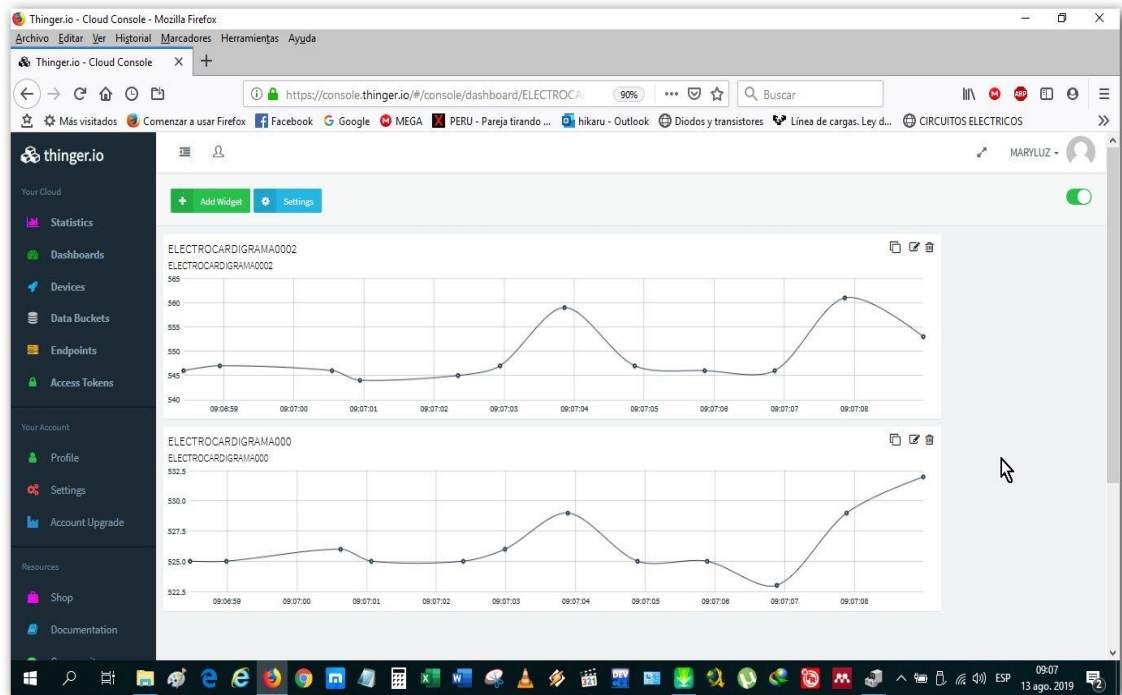 Thinger.io - Cloud Console - Mozilla Firefox
Archivo Editar Ver Historial Marcadores Herramientas Ayuda
Thinger.io - Cloud Console
https://console.thinger.io/#/console/dashboard/ELECTROCA 90% Buscar
Más visitados Comenzar a usar Firefox Facebook Google MEGA PERU - Pareja tirando ... hikaru - Outlook Diodos y transistores Línea de cargas. Ley d... CIRCUITOS ELECTRICOS
thinger.io
MARYLUZ
Your Cloud
Statistics
Dashboards
Devices
Data Buckets
Endpoints
Access Tokens
Your Account
Profile
Settings
Account Upgrade
Resources
Shop
Documentation
Add Widget Settings
ELECTROCARDIGRAMA0002
ELECTROCARDIGRAMA0002
565
560
555
550
545
540
09:06:59 09:07:00 09:07:01 09:07:02 09:07:03 09:07:04 09:07:05 09:07:06 09:07:07 09:07:08
ELECTROCARDIGRAMA000
ELECTROCARDIGRAMA000
532.5
530.0
527.5
525.0
522.5
09:06:59 09:07:00 09:07:01 09:07:02 09:07:03 09:07:04 09:07:05 09:07:06 09:07:07 09:07:08
ESP
09:07
13 ago. 2019